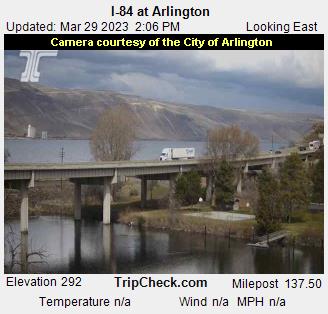 I-84 at Arlington
Updated: Mar 29 2023 2:06 PM Looking East
Camera courtesy of the City of Arlington
Elevation 292 TripCheck.com Milepost 137.50
Temperature n/a Wind n/a MPH n/a